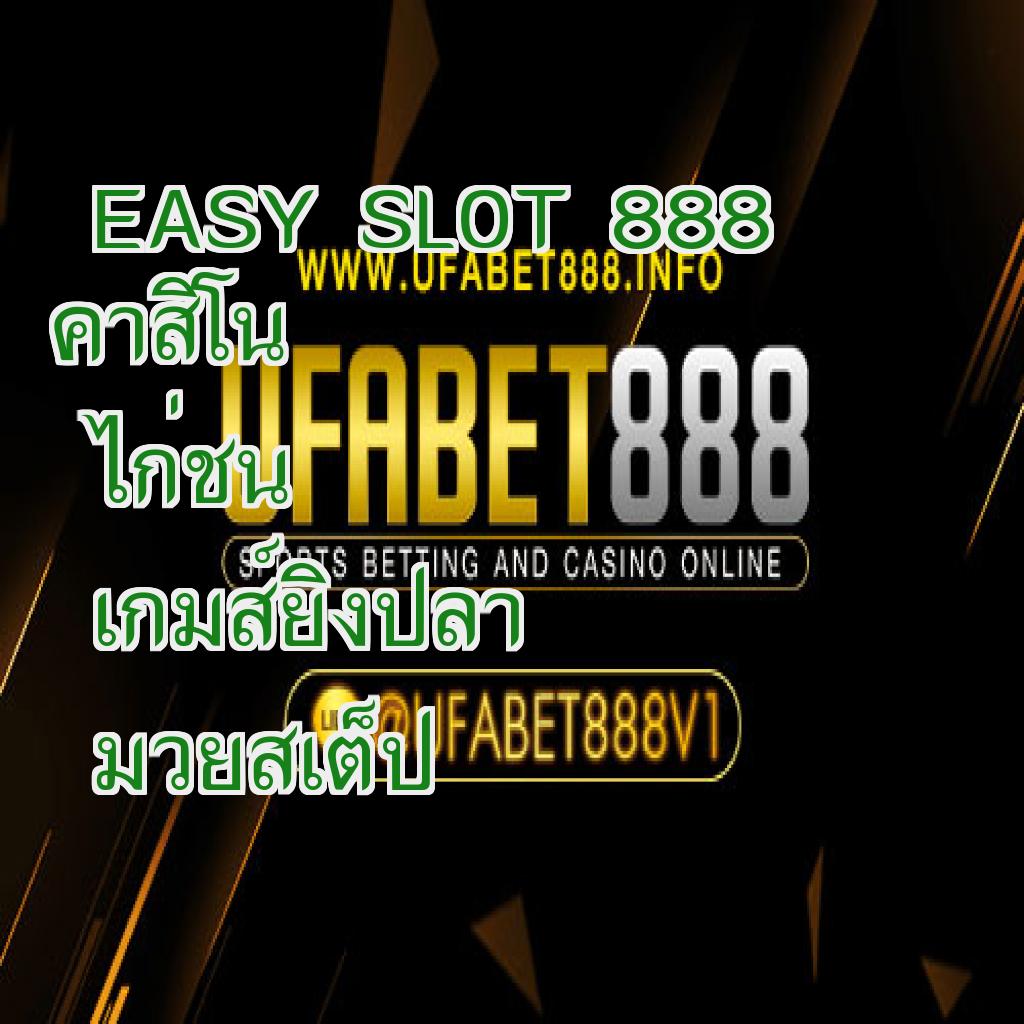 EASY SLOT 888
WWW.UFABET888.INFO
คาสิโน
UFABET888
ไก่ชน
SPORTS BETTING AND CASINO ONLINE
เกมส์ยิงปลา
@UFABET888V1
มวยสเต็ป